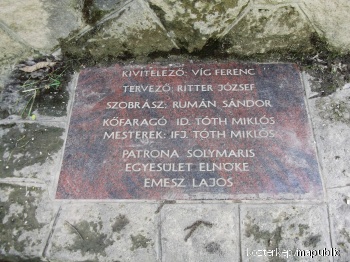 KIVITELEZŐ: VÍG FERENC
TERVEZŐ: RITTER JÓZSEF
SZOBRÁSZ: RUMÁN SÁNDOR
KŐFARAGÓ ID. TÓTH MIKLÓS
MESTEREK: IFJ. TÓTH MIKLÓS
PATRONA SOLYMARIS
EGYESÜLET ELNÖKE
EMESZ LAJOS
kozterkep.mapublic